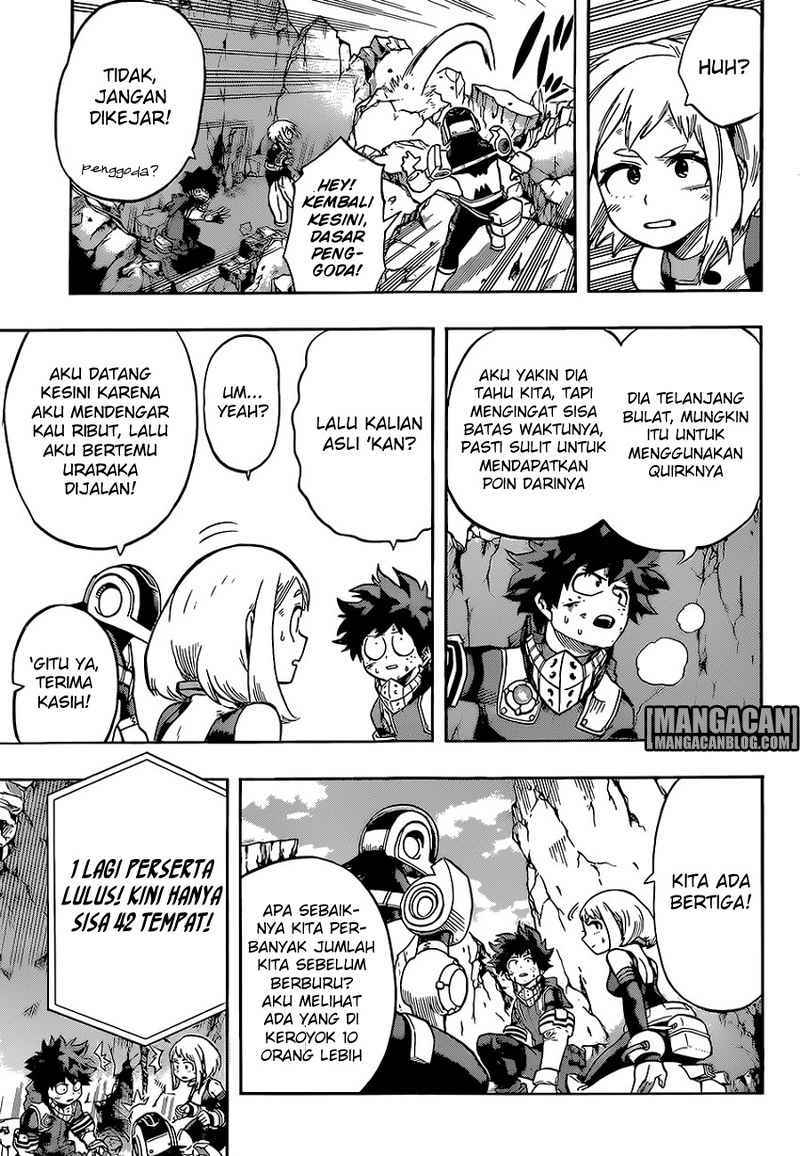 HUH?
TIDAK,
JANGAN
DIKEJAR!
penggoda?
HEY!
KEMBALI
KESINI,
DASAR
PENG-
GODA!
DIA TELANJANG
BULAT, MUNGKIN
ITU UNTUK
MENGGUNAKAN
QUIRKNYA
AKU YAKIN DIA
TAHU KITA, TAPI
MENGINGAT SISA
BATAS WAKTUNYA,
PASTI SULIT UNTUK
MENDAPATKAN
POIN DARINYA
LALU KALIAN
ASLI 'KAN?
UM...
YEAH?
AKU DATANG
KESINI KARENA
AKU MENDENGAR
KAU RIBUT, LALU
AKU BERTEMU
URARAKA
DIJALAN!
'GITU YA,
TERIMA
KASIH!
[MANGACAN]
MANGACANBLOG.COM
KITA ADA
BERTIGA!
APA SEBAIK-
NYA KITA PER-
BANYAK JUMLAH
KITA SEBELUM
BERBURU?
AKU MELIHAT
ADA YANG DI
KEROYOK 10
ORANG LEBIH
1 LAGI PERSERTA
LULUS! KINI HANYA
SISA 42 TEMPAT!